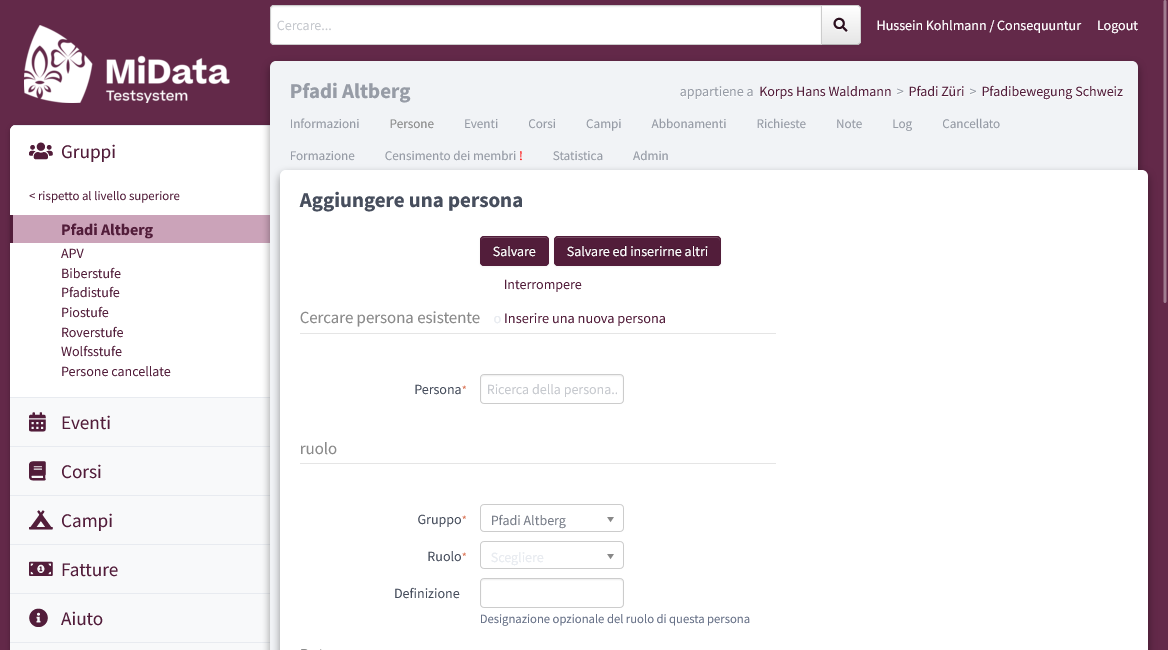 Cercare...
Hussein Kohlmann / Consequuntur
Logout
MiData
Testsystem
Gruppi
< rispetto al livello superiore
Pfadi Altberg
APV
Biberstufe
Pfadistufe
Piostufe
Roverstufe
Wolfsstufe
Persone cancellate
Eventi
Corsi
Campi
Fatture
Aiuto
Pfadi Altberg
appartiene a Korps Hans Waldmann > Pfadi Züri > Pfadibewegung Schweiz
Informazioni Persone Eventi Corsi Campi Abbonamenti Richieste Note Log Cancellato
Formazione Censimento dei membri ! Statistica Admin
Aggiungere una persona
Salvare Salvare ed inserirne altri
Interrompere
Cercare persona esistente o Inserire una nuova persona
Persona* Ricerca della persona..
ruolo
Gruppo* Pfadi Altberg
Ruolo* Scegliere
Definizione
Designazione opzionale del ruolo di questa persona